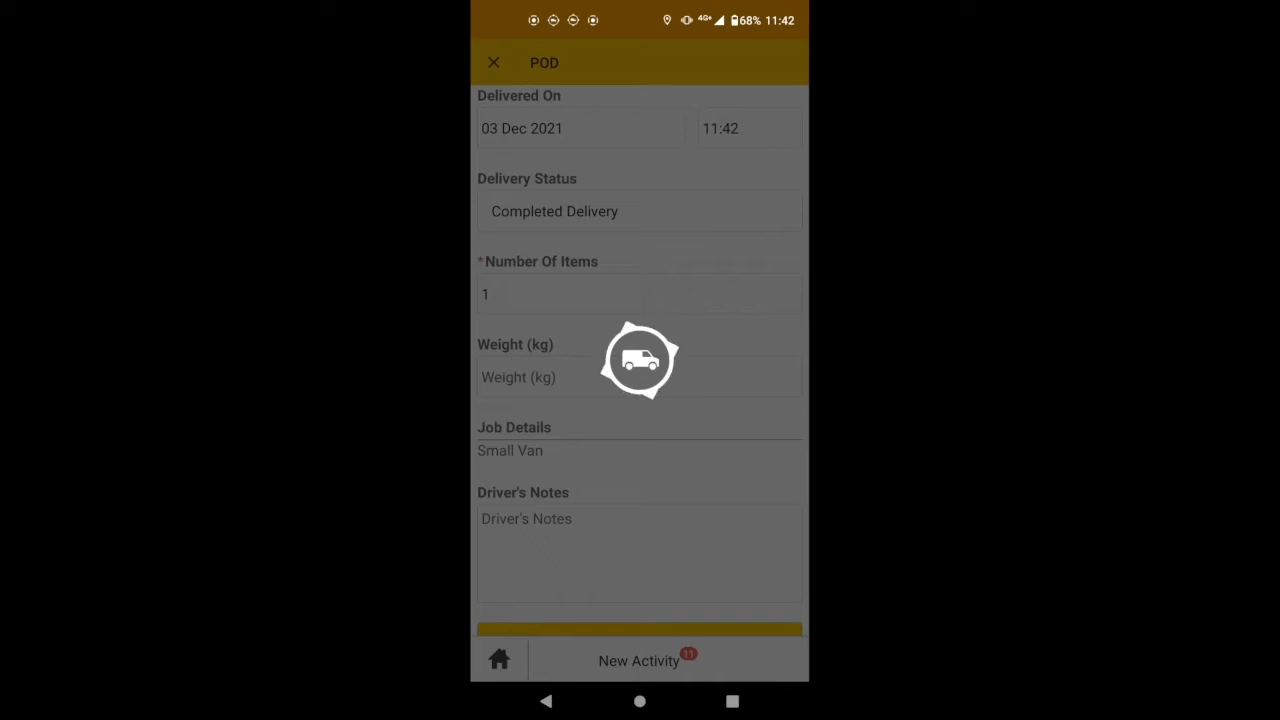 4G+ 68% 11:42
POD
Delivered On
03 Dec 2021 11:42
Delivery Status
Completed Delivery
*Number Of Items
1
Weight (kg)
Weight (kg)
Job Details
Small Van
Driver's Notes
Driver's Notes
New Activity 11